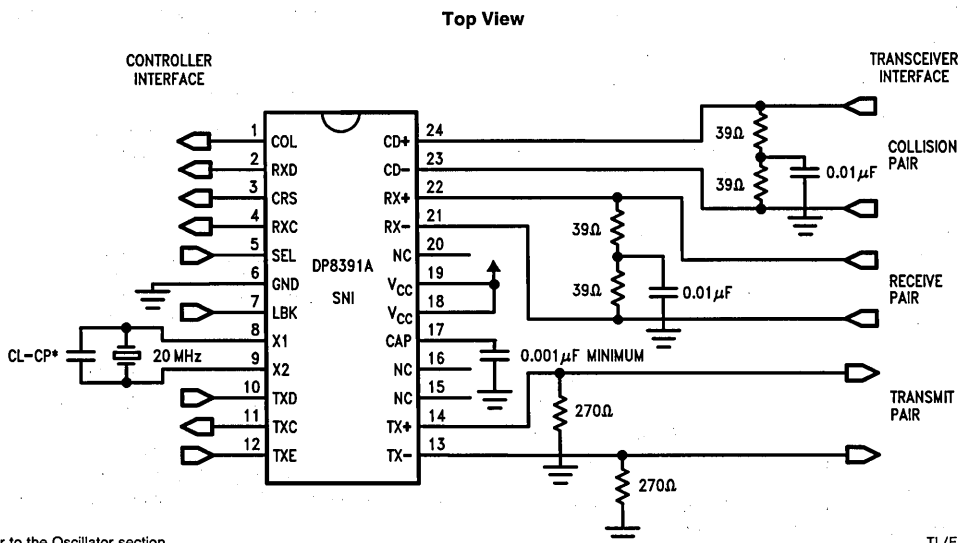 Top View
CONTROLLER
INTERFACE
TRANSCEIVER
INTERFACE
1 COL
2 RXD
3 CRS
4 RXC
5 SEL
6 GND
7 LBK
8 X1
9 X2
10 TXD
11 TXC
12 TXE
DP8391A
SNI
CD+ 24
CD- 23
RX+ 22
RX- 21
NC 20
VCC 19
VCC 18
CAP 17
NC 16
NC 15
TX+ 14
TX- 13
CL-CP*
20 MHz
39Ω
39Ω
0.01μF
COLLISION
PAIR
39Ω
39Ω
0.01μF
RECEIVE
PAIR
0.001μF MINIMUM
270Ω
270Ω
TRANSMIT
PAIR
r to the Oscillator section
TL/F